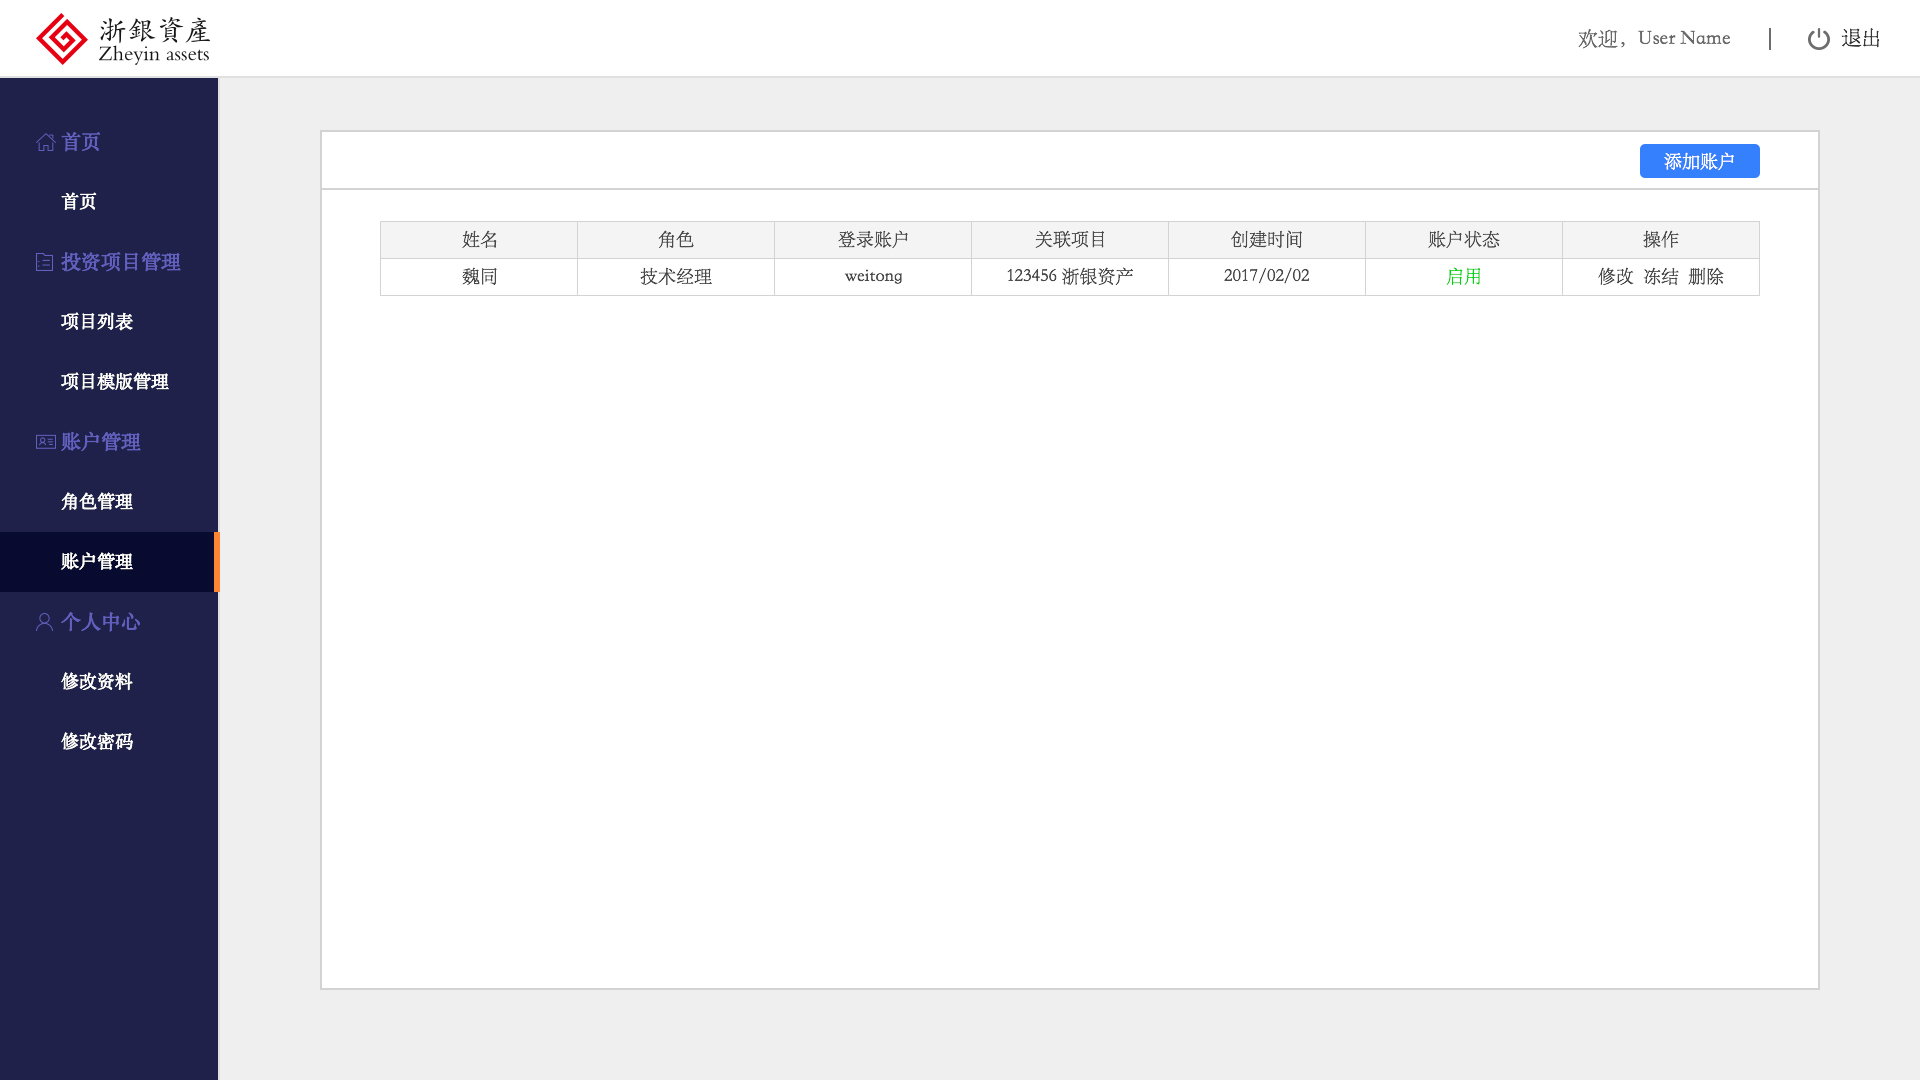 浙銀資產
Zheyin assets
欢迎，User Name
退出
首页
首页
投资项目管理
项目列表
项目模版管理
账户管理
角色管理
账户管理
个人中心
修改资料
修改密码
添加账户
姓名 角色 登录账户 关联项目 创建时间 账户状态 操作
魏同 技术经理 weitong 123456 浙银资产 2017/02/02 启用 修改 冻结 删除